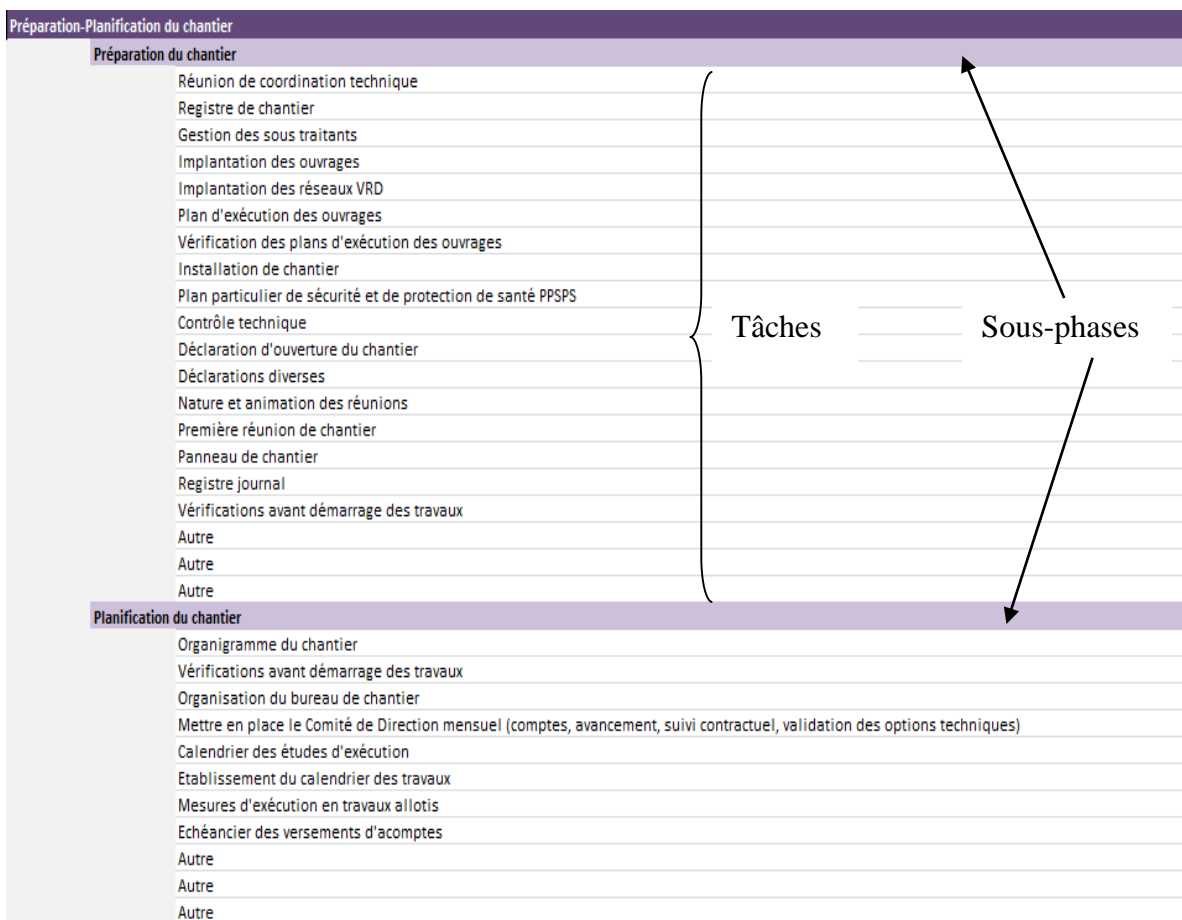 Préparation-Planification du chantier
Préparation du chantier
Réunion de coordination technique
Registre de chantier
Gestion des sous traitants
Implantation des ouvrages
Implantation des réseaux VRD
Plan d'exécution des ouvrages
Vérification des plans d'exécution des ouvrages
Installation de chantier
Plan particulier de sécurité et de protection de santé PPSPS
Contrôle technique
Déclaration d'ouverture du chantier
Déclarations diverses
Nature et animation des réunions
Première réunion de chantier
Panneau de chantier
Registre journal
Vérifications avant démarrage des travaux
Autre
Autre
Autre
Tâches
Sous-phases
Planification du chantier
Organigramme du chantier
Vérifications avant démarrage des travaux
Organisation du bureau de chantier
Mettre en place le Comité de Direction mensuel (comptes, avancement, suivi contractuel, validation des options techniques)
Calendrier des études d'exécution
Etablissement du calendrier des travaux
Mesures d'exécution en travaux allotis
Echéancier des versements d'acomptes
Autre
Autre
Autre